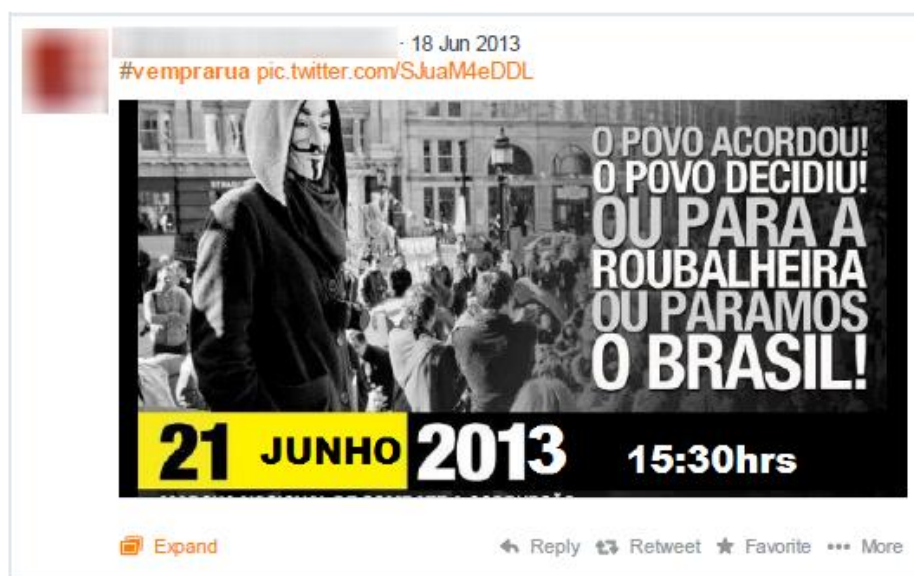 · 18 Jun 2013
#vemprarua pic.twitter.com/SJuaM4eDDL
O POVO ACORDOU!
O POVO DECIDIU!
OU PARA A
ROUBALHEIRA
OU PARAMOS
O BRASIL!
21 JUNHO 2013 15:30hrs
Expand
Reply Retweet Favorite More